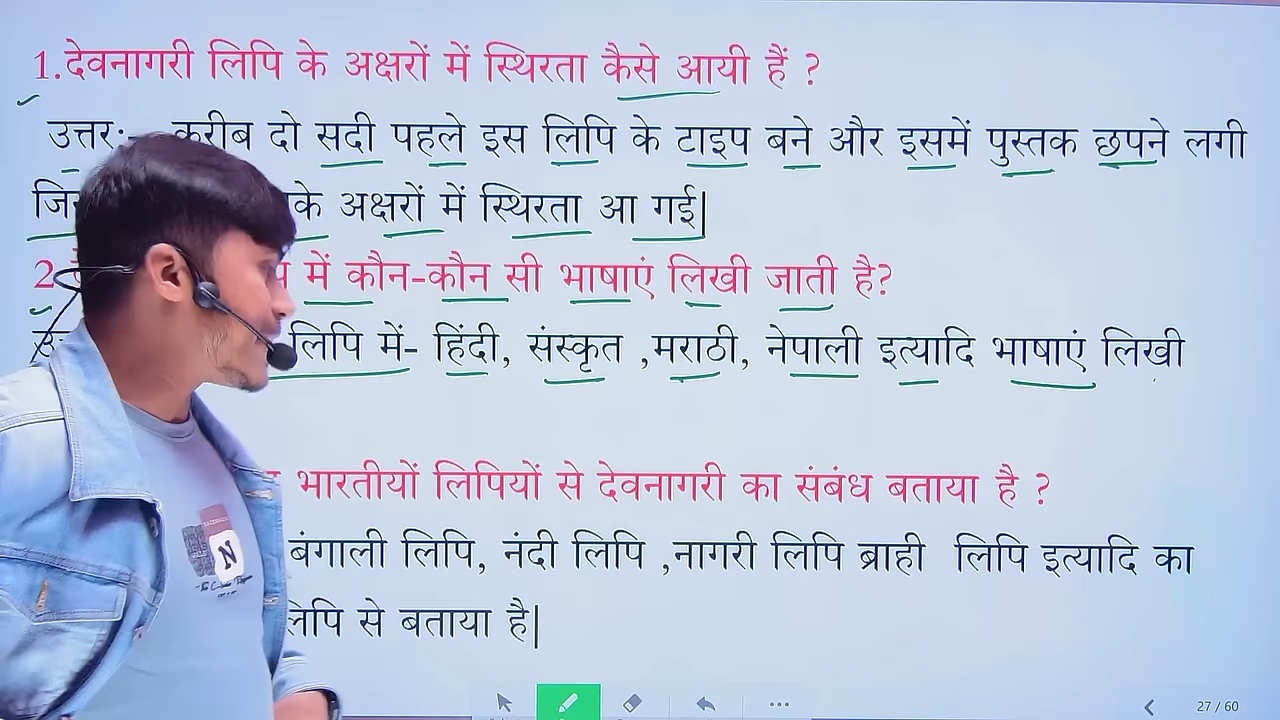 1.देवनागरी लिपि के अक्षरों में स्थिरता कैसे आयी हैं ?
उत्तर:- करीब दो सदी पहले इस लिपि के टाइप बने और इसमें पुस्तक छपने लगी
के अक्षरों में स्थिरता आ गई|
2 में कौन-कौन सी भाषाएं लिखी जाती है?
लिपि में- हिंदी, संस्कृत ,मराठी, नेपाली इत्यादि भाषाएं लिखी
भारतीयों लिपियों से देवनागरी का संबंध बताया है ?
बंगाली लिपि, नंदी लिपि ,नागरी लिपि ब्राही लिपि इत्यादि का
लिपि से बताया है|
N
27 / 60